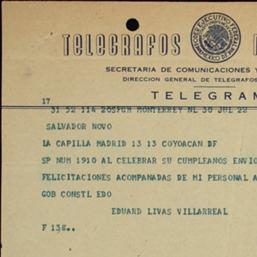 TELEGRAFOS
SECRETARIA DE COMUNICACIONES Y
DIRECCION GENERAL DE TELEGRAFOS
TELEGRAM
17
31 52 114 20SPGH MONTERREY NL 30 JUL 22
SALVADOR NOVO
LA CAPILLA MADRID 13 13 COYOACAN DF
SP NUM 1910 AL CELEBRAR SU CUMPLEANOS ENVIO
FELICITACIONES ACOMPANADAS DE MI PERSONAL A
GOB CONSTL EDO
EDUARD LIVAS VILLARREAL
F 138..